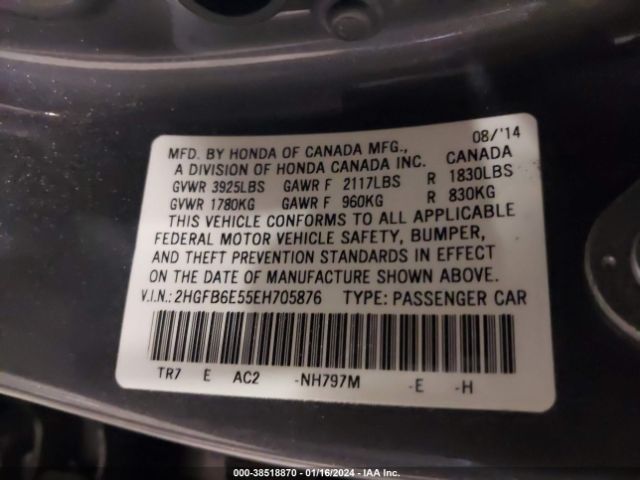 08/'14
MFD. BY HONDA OF CANADA MFG.,
A DIVISION OF HONDA CANADA INC. CANADA
GVWR 3925LBS GAWR F 2117LBS R 1830LBS
GVWR 1780KG GAWR F 960KG R 830KG
THIS VEHICLE CONFORMS TO ALL APPLICABLE
FEDERAL MOTOR VEHICLE SAFETY, BUMPER,
AND THEFT PREVENTION STANDARDS IN EFFECT
ON THE DATE OF MANUFACTURE SHOWN ABOVE.
V.I.N.: 2HGFB6E55EH705876 TYPE: PASSENGER CAR
TR7 E AC2 -NH797M -E -H
000-38518870 - 01/16/2024 - IAA Inc.